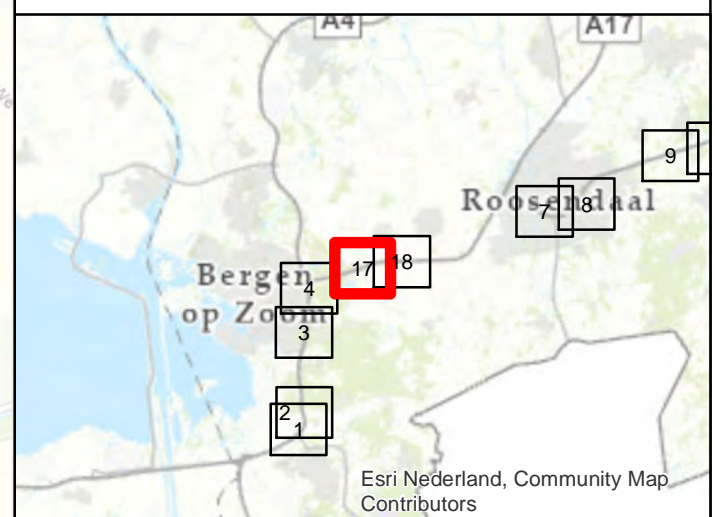 A4
A17
9
Roosendaal
7
8
Bergen
op Zoom
17
18
4
3
2
1
Esri Nederland, Community Map
Contributors